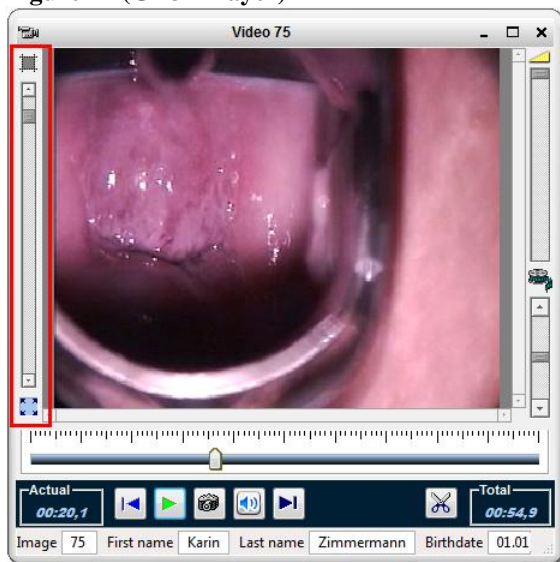 Video 75
Actual
00:20,1
Total
00:54,9
Image 75 First name Karin Last name Zimmermann Birthdate 01.01